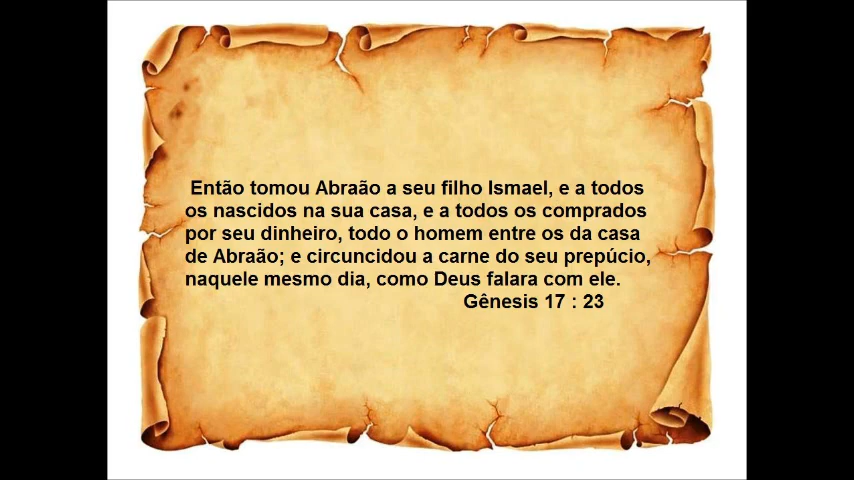 Então tomou Abraão a seu filho Ismael, e a todos
os nascidos na sua casa, e a todos os comprados
por seu dinheiro, todo o homem entre os da casa
de Abraão; e circuncidou a carne do seu prepúcio,
naquele mesmo dia, como Deus falara com ele.
Gênesis 17 : 23